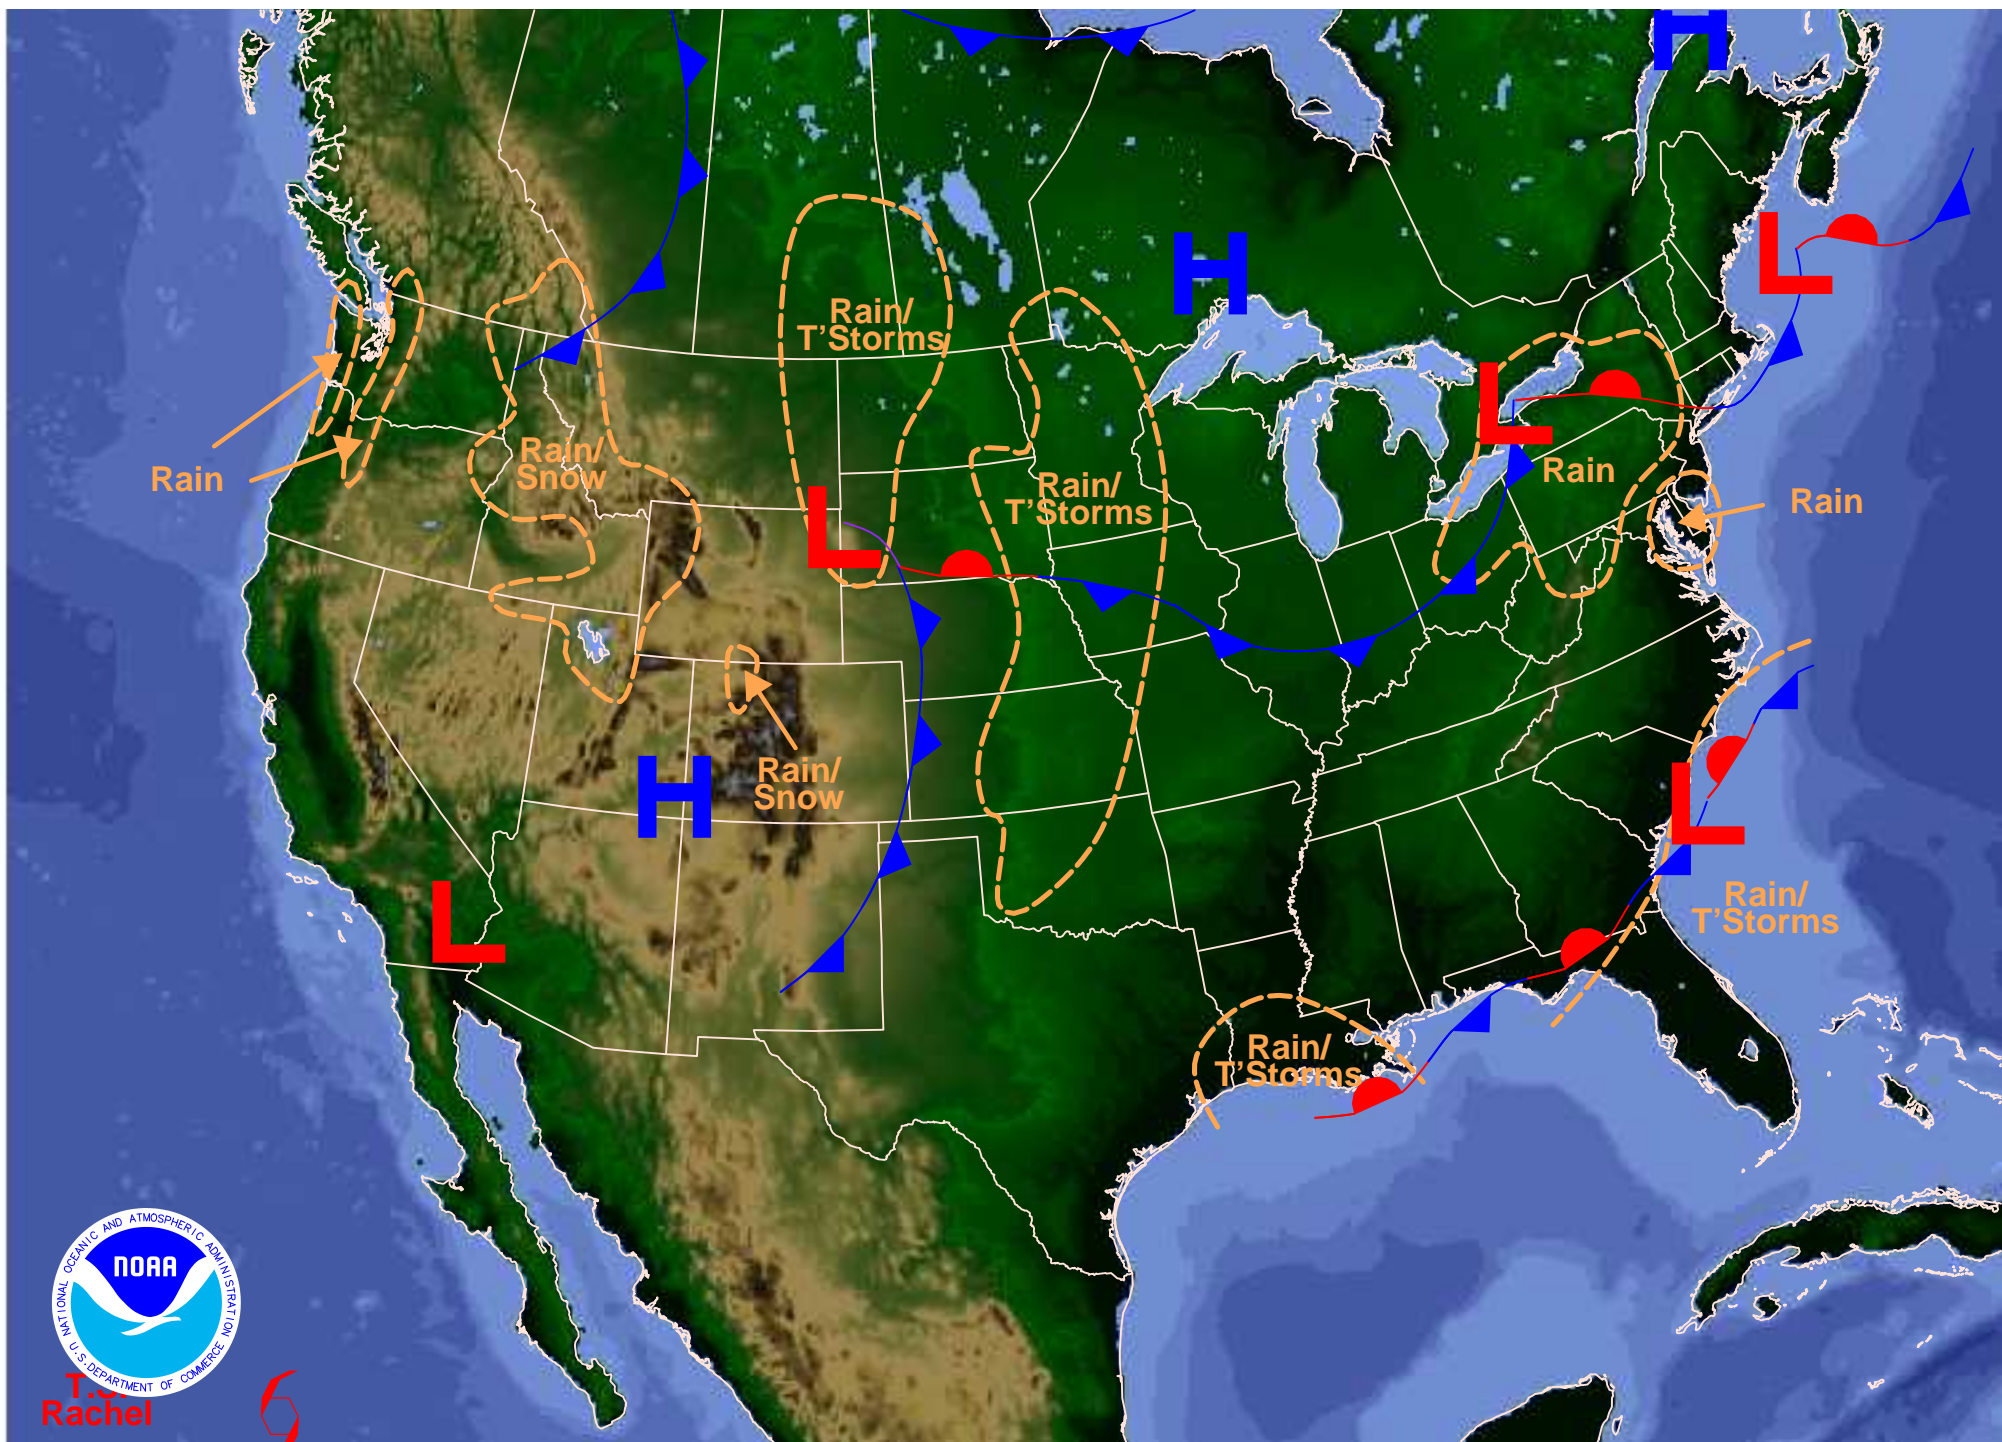 H
H
Rain/
T'Storms
L
L
Rain/
Snow
Rain
Rain
Rain/
T'Storms
Rain
L
H
Rain/
Snow
L
L
Rain/
T'Storms
Rain/
T'Storms
NATIONAL OCEANIC AND ATMOSPHERIC ADMINISTRATION
NOAA
U.S. DEPARTMENT OF COMMERCE
Rachel